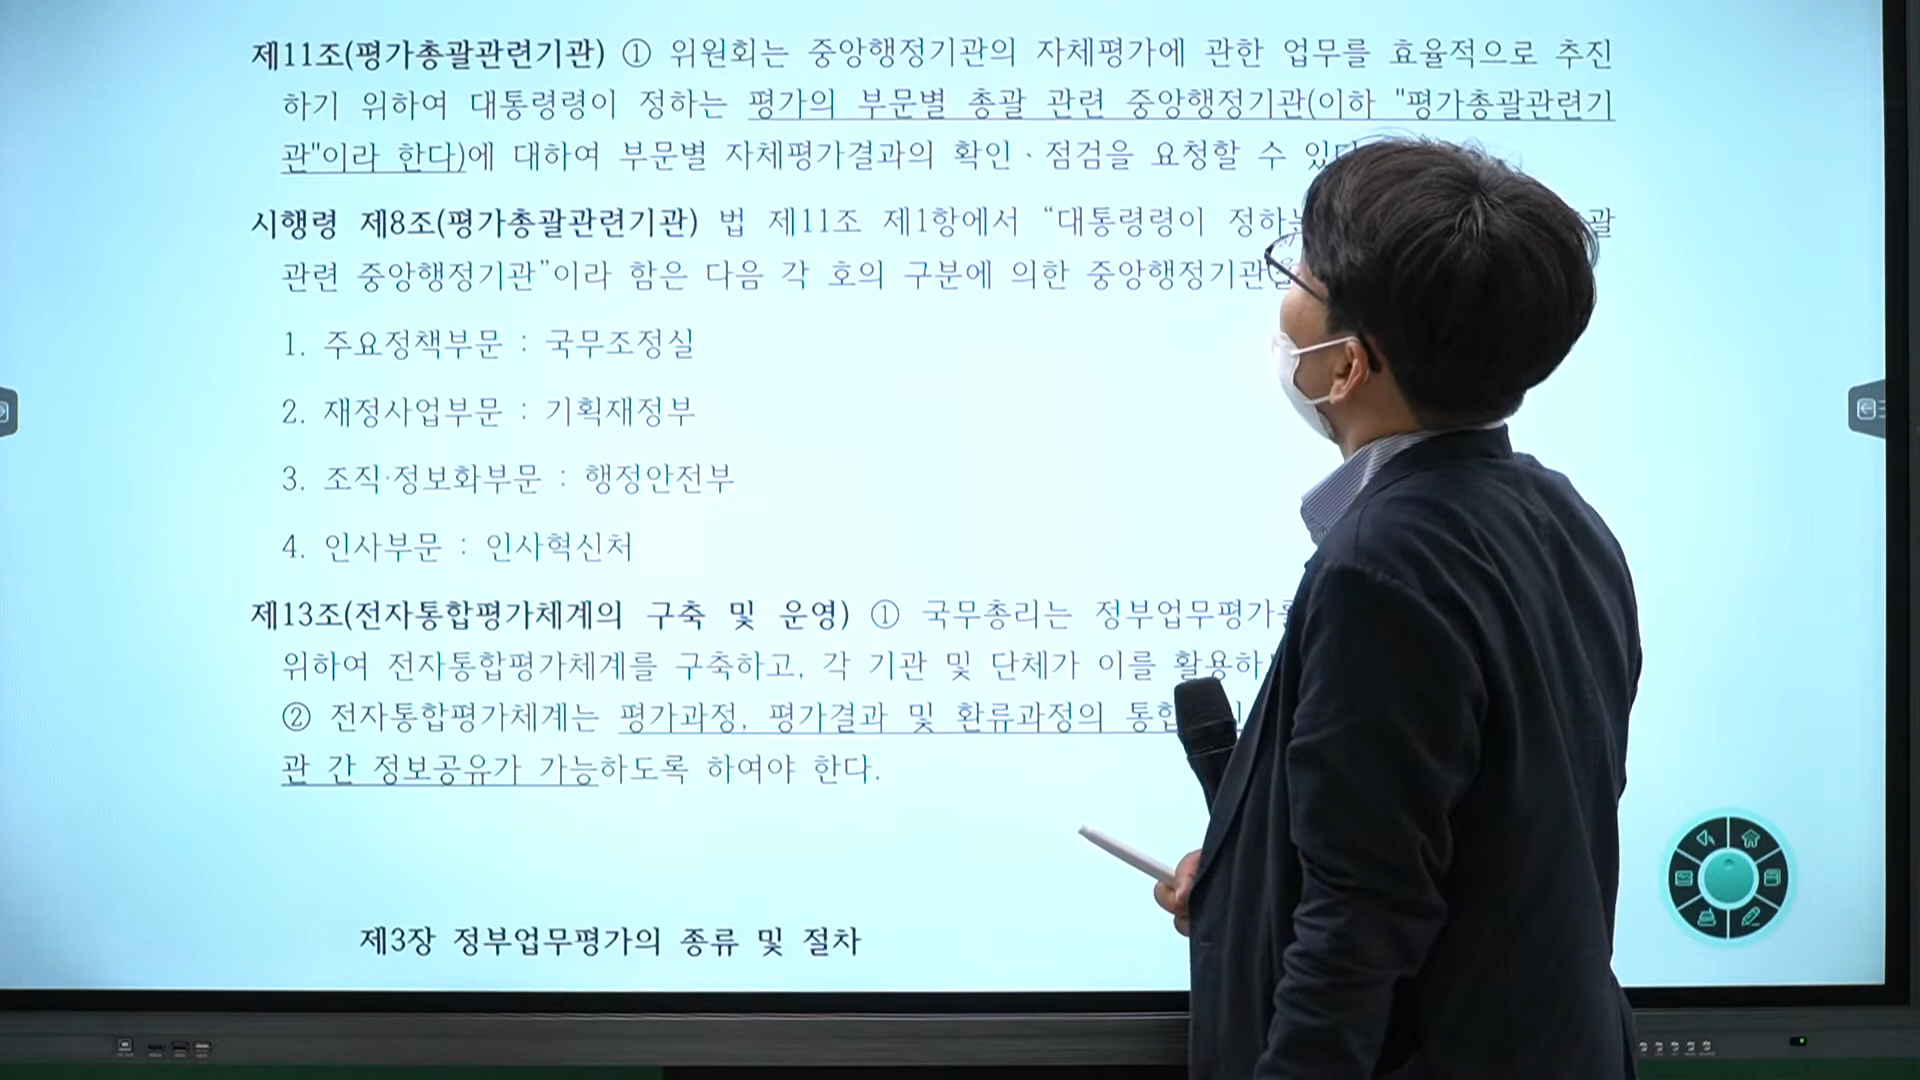 제11조(평가총괄관련기관) ① 위원회는 중앙행정기관의 자체평가에 관한 업무를 효율적으로 추진
하기 위하여 대통령령이 정하는 평가의 부문별 총괄 관련 중앙행정기관(이하 "평가총괄관련기
관"이라 한다)에 대하여 부문별 자체평가결과의 확인·점검을 요청할 수
시행령 제8조(평가총괄관련기관) 법 제11조 제1항에서 “대통령령이
관련 중앙행정기관”이라 함은 다음 각 호의 구분에 의한 중앙행정기관을
1. 주요정책부문 : 국무조정실
2. 재정사업부문 : 기획재정부
3. 조직·정보화부문 : 행정안전부
4. 인사부문 : 인사혁신처
제13조(전자통합평가체계의 구축 및 운영) ① 국무총리는
위하여 전자통합평가체계를 구축하고, 각 기관 및 단체가 이를
② 전자통합평가체계는 평가과정, 평가결과 및 환류과정의
관 간 정보공유가 가능하도록 하여야 한다.
제3장 정부업무평가의 종류 및 절차